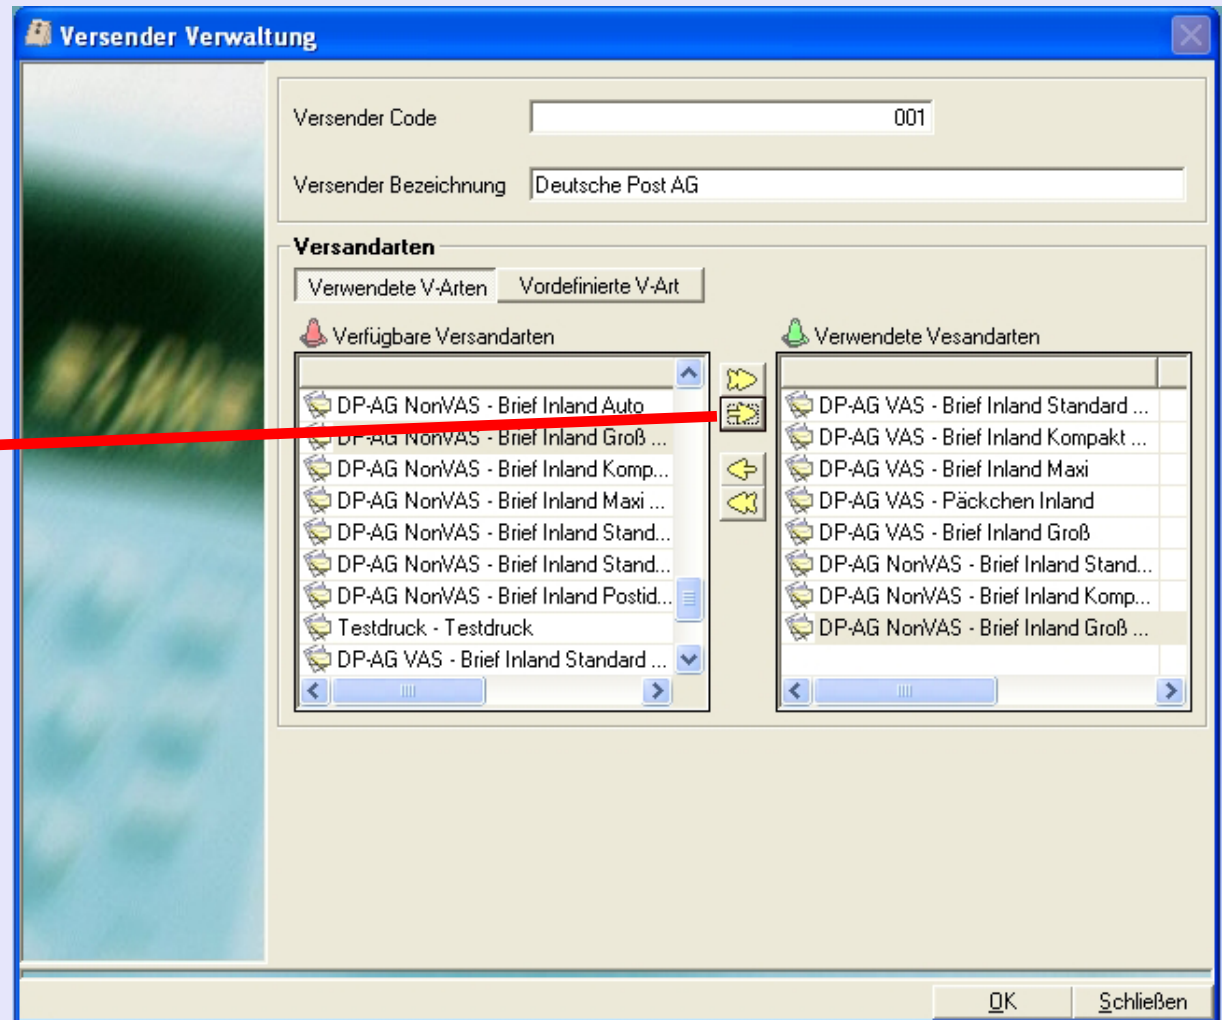 Versender Verwaltung
Versender Code 001
Versender Bezeichnung Deutsche Post AG
Versandarten
Verwendete V-Arten Vordefinierte V-Art
Verfügbare Versandarten
DP-AG NonVAS - Brief Inland Auto
DP-AG NonVAS - Brief Inland Groß ...
DP-AG NonVAS - Brief Inland Komp...
DP-AG NonVAS - Brief Inland Maxi ...
DP-AG NonVAS - Brief Inland Stand...
DP-AG NonVAS - Brief Inland Stand...
DP-AG NonVAS - Brief Inland Postid...
Testdruck - Testdruck
DP-AG VAS - Brief Inland Standard ...
Verwendete Vesandarten
DP-AG VAS - Brief Inland Standard ...
DP-AG VAS - Brief Inland Kompakt ...
DP-AG VAS - Brief Inland Maxi
DP-AG VAS - Päckchen Inland
DP-AG VAS - Brief Inland Groß
DP-AG NonVAS - Brief Inland Stand...
DP-AG NonVAS - Brief Inland Komp...
DP-AG NonVAS - Brief Inland Groß ...
OK Schließen